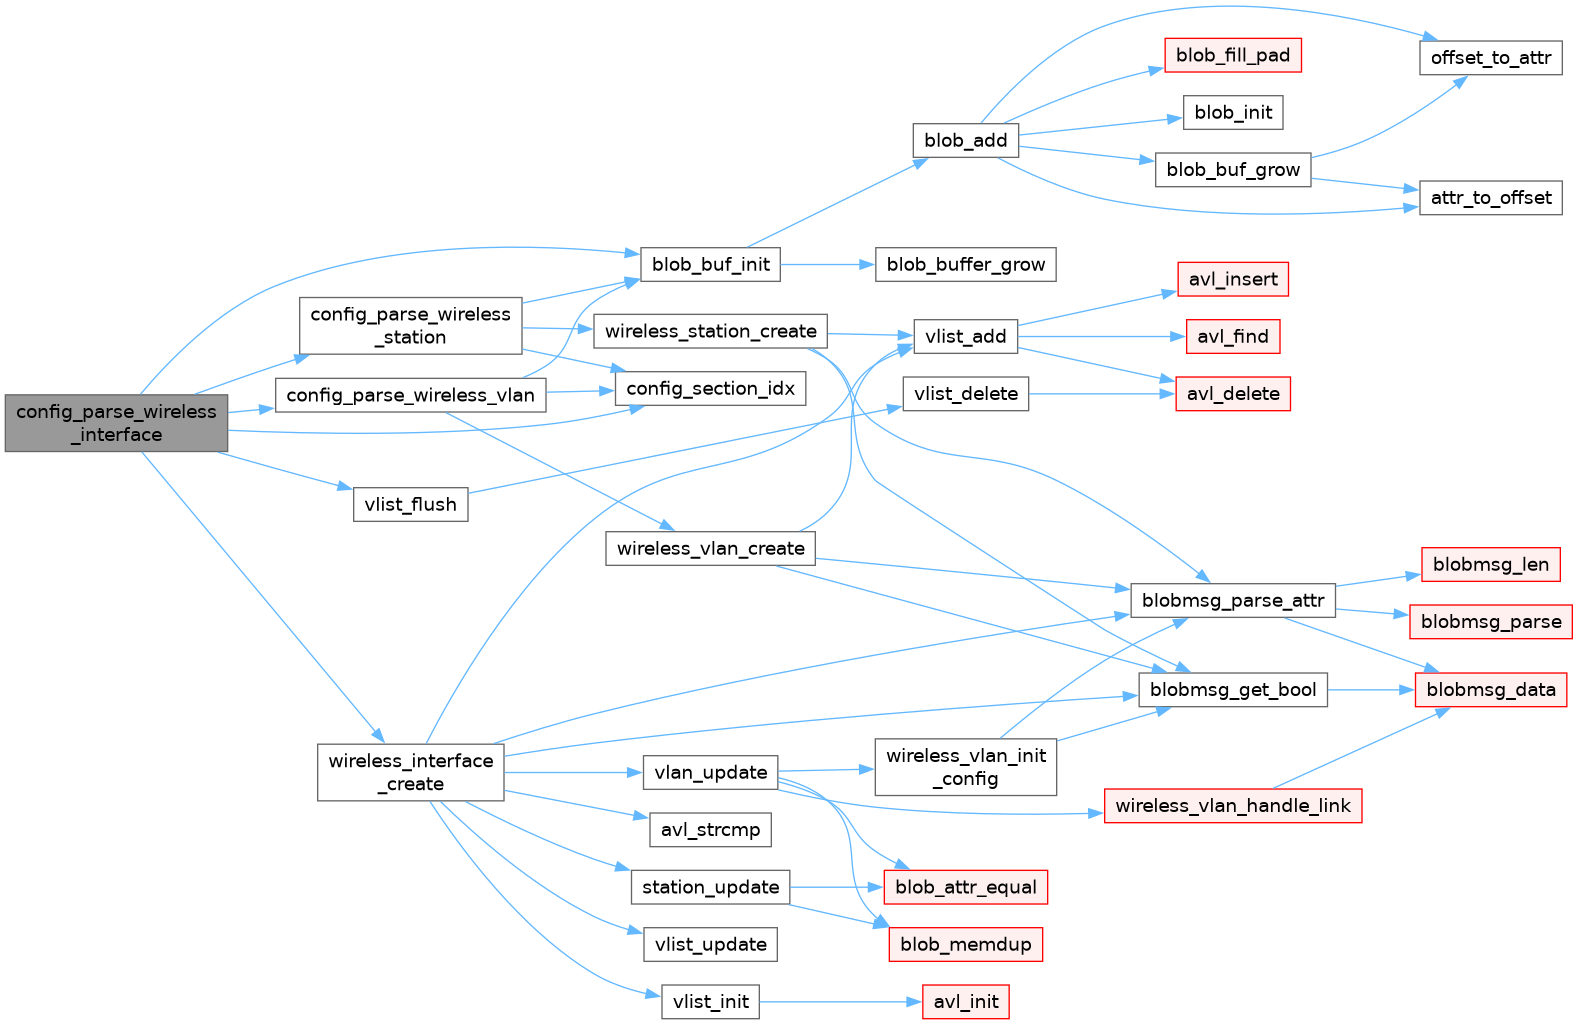 config_parse_wireless
_interface
config_parse_wireless
_station
config_parse_wireless_vlan
vlist_flush
wireless_interface
_create
blob_buf_init
wireless_station_create
config_section_idx
wireless_vlan_create
vlan_update
avl_strcmp
station_update
vlist_update
vlist_init
blob_add
blob_buffer_grow
vlist_add
vlist_delete
wireless_vlan_init
_config
blob_attr_equal
blob_memdup
avl_init
blob_fill_pad
blob_init
blob_buf_grow
avl_insert
avl_find
avl_delete
blobmsg_parse_attr
blobmsg_get_bool
wireless_vlan_handle_link
offset_to_attr
attr_to_offset
blobmsg_len
blobmsg_parse
blobmsg_data